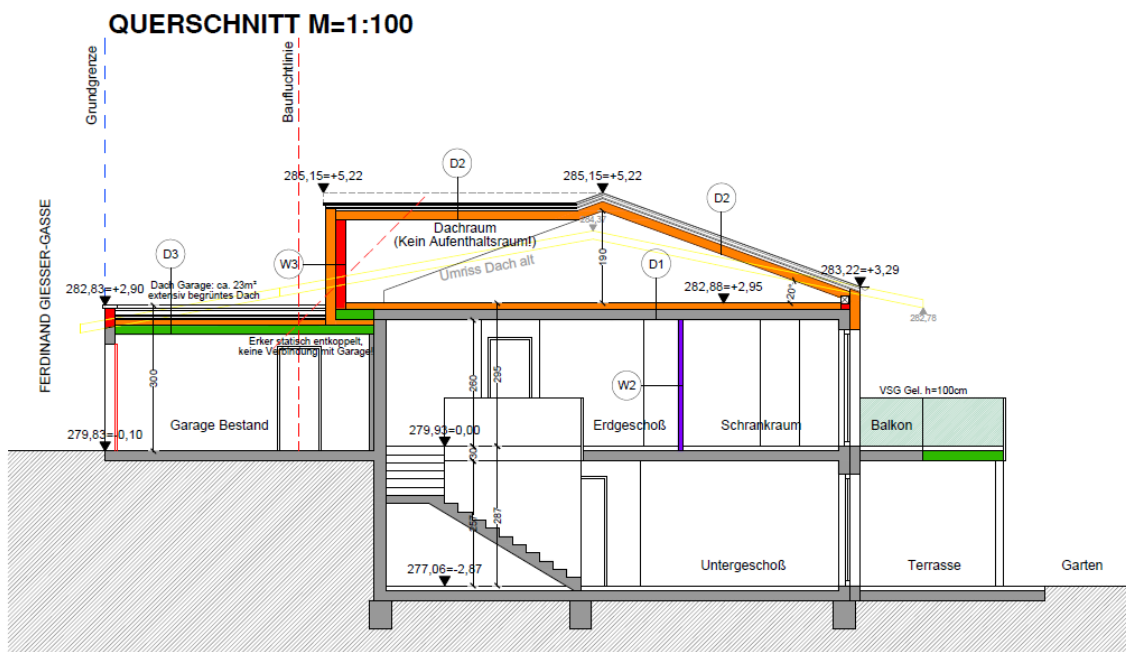 QUERSCHNITT M=1:100
Grundgrenze
Baufluchtlinie
FERDINAND GIESSER-GASSE
285,15=+5,22
D2
285,15=+5,22
D2
Dachraum
(Kein Aufenthaltsraum!)
Umriss Dach alt
190
20°
D3
W3
D1
283,22=+3,29
282,83=+2,90
Dach Garage: ca. 23m²
extensiv begrüntes Dach
282,88=+2,95
282,78
Erker statisch entkoppelt,
keine Verbindung mit Garage!
300
260
295
W2
VSG Gel. h=100cm
Garage Bestand
Erdgeschoß
Schrankraum
Balkon
279,83=-0,10
279,93=0,00
30
257
287
277,06=-2,87
Untergeschoß
Terrasse
Garten